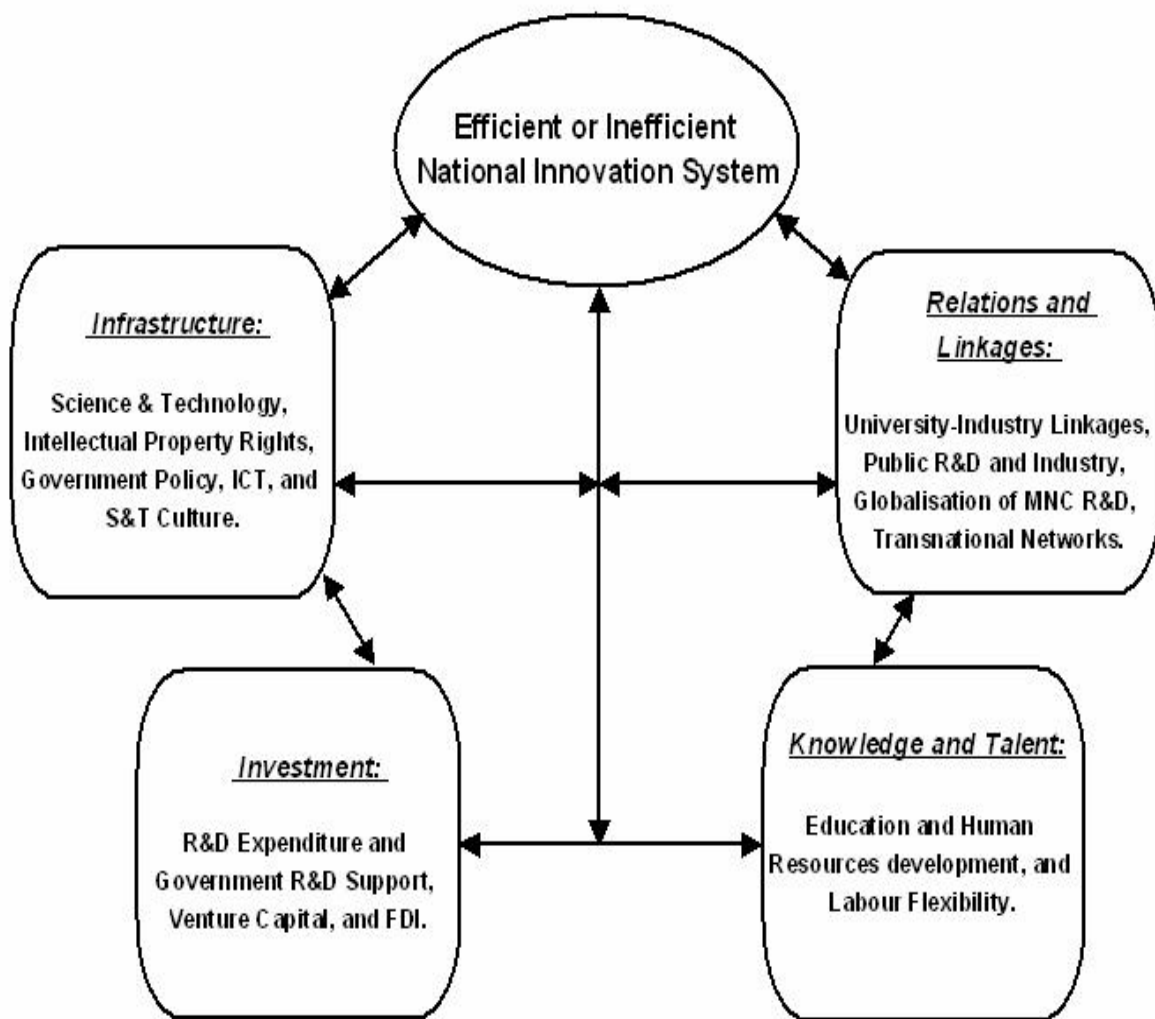 Efficient or Inefficient
National Innovation System
Infrastructure:
Science & Technology,
Intellectual Property Rights,
Government Policy, ICT, and
S&T Culture.
Relations and
Linkages:
University-Industry Linkages,
Public R&D and Industry,
Globalisation of MNC R&D,
Transnational Networks.
Investment:
R&D Expenditure and
Government R&D Support,
Venture Capital, and FDI.
Knowledge and Talent:
Education and Human
Resources development, and
Labour Flexibility.